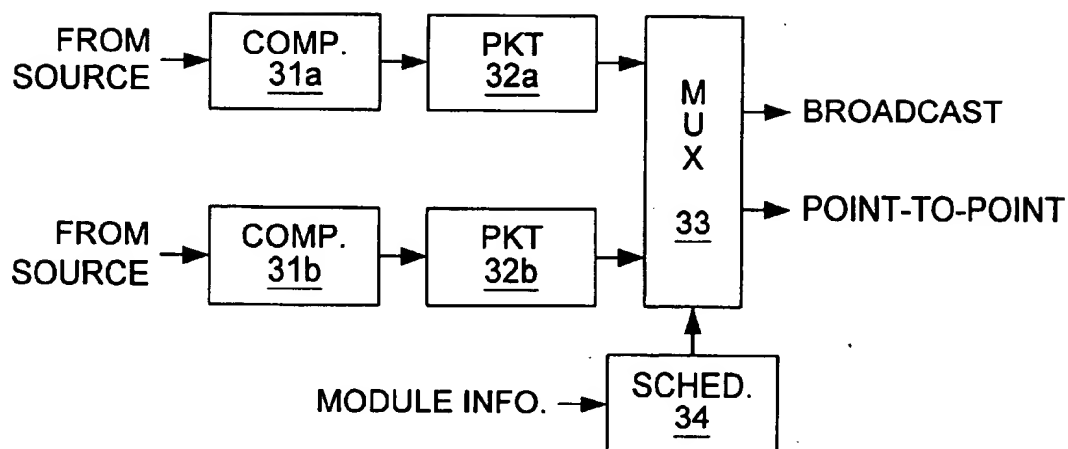 FROM
SOURCE
COMP.
31a
PKT
32a
M
U
X
33
BROADCAST
POINT-TO-POINT
FROM
SOURCE
COMP.
31b
PKT
32b
MODULE INFO.
SCHED.
34